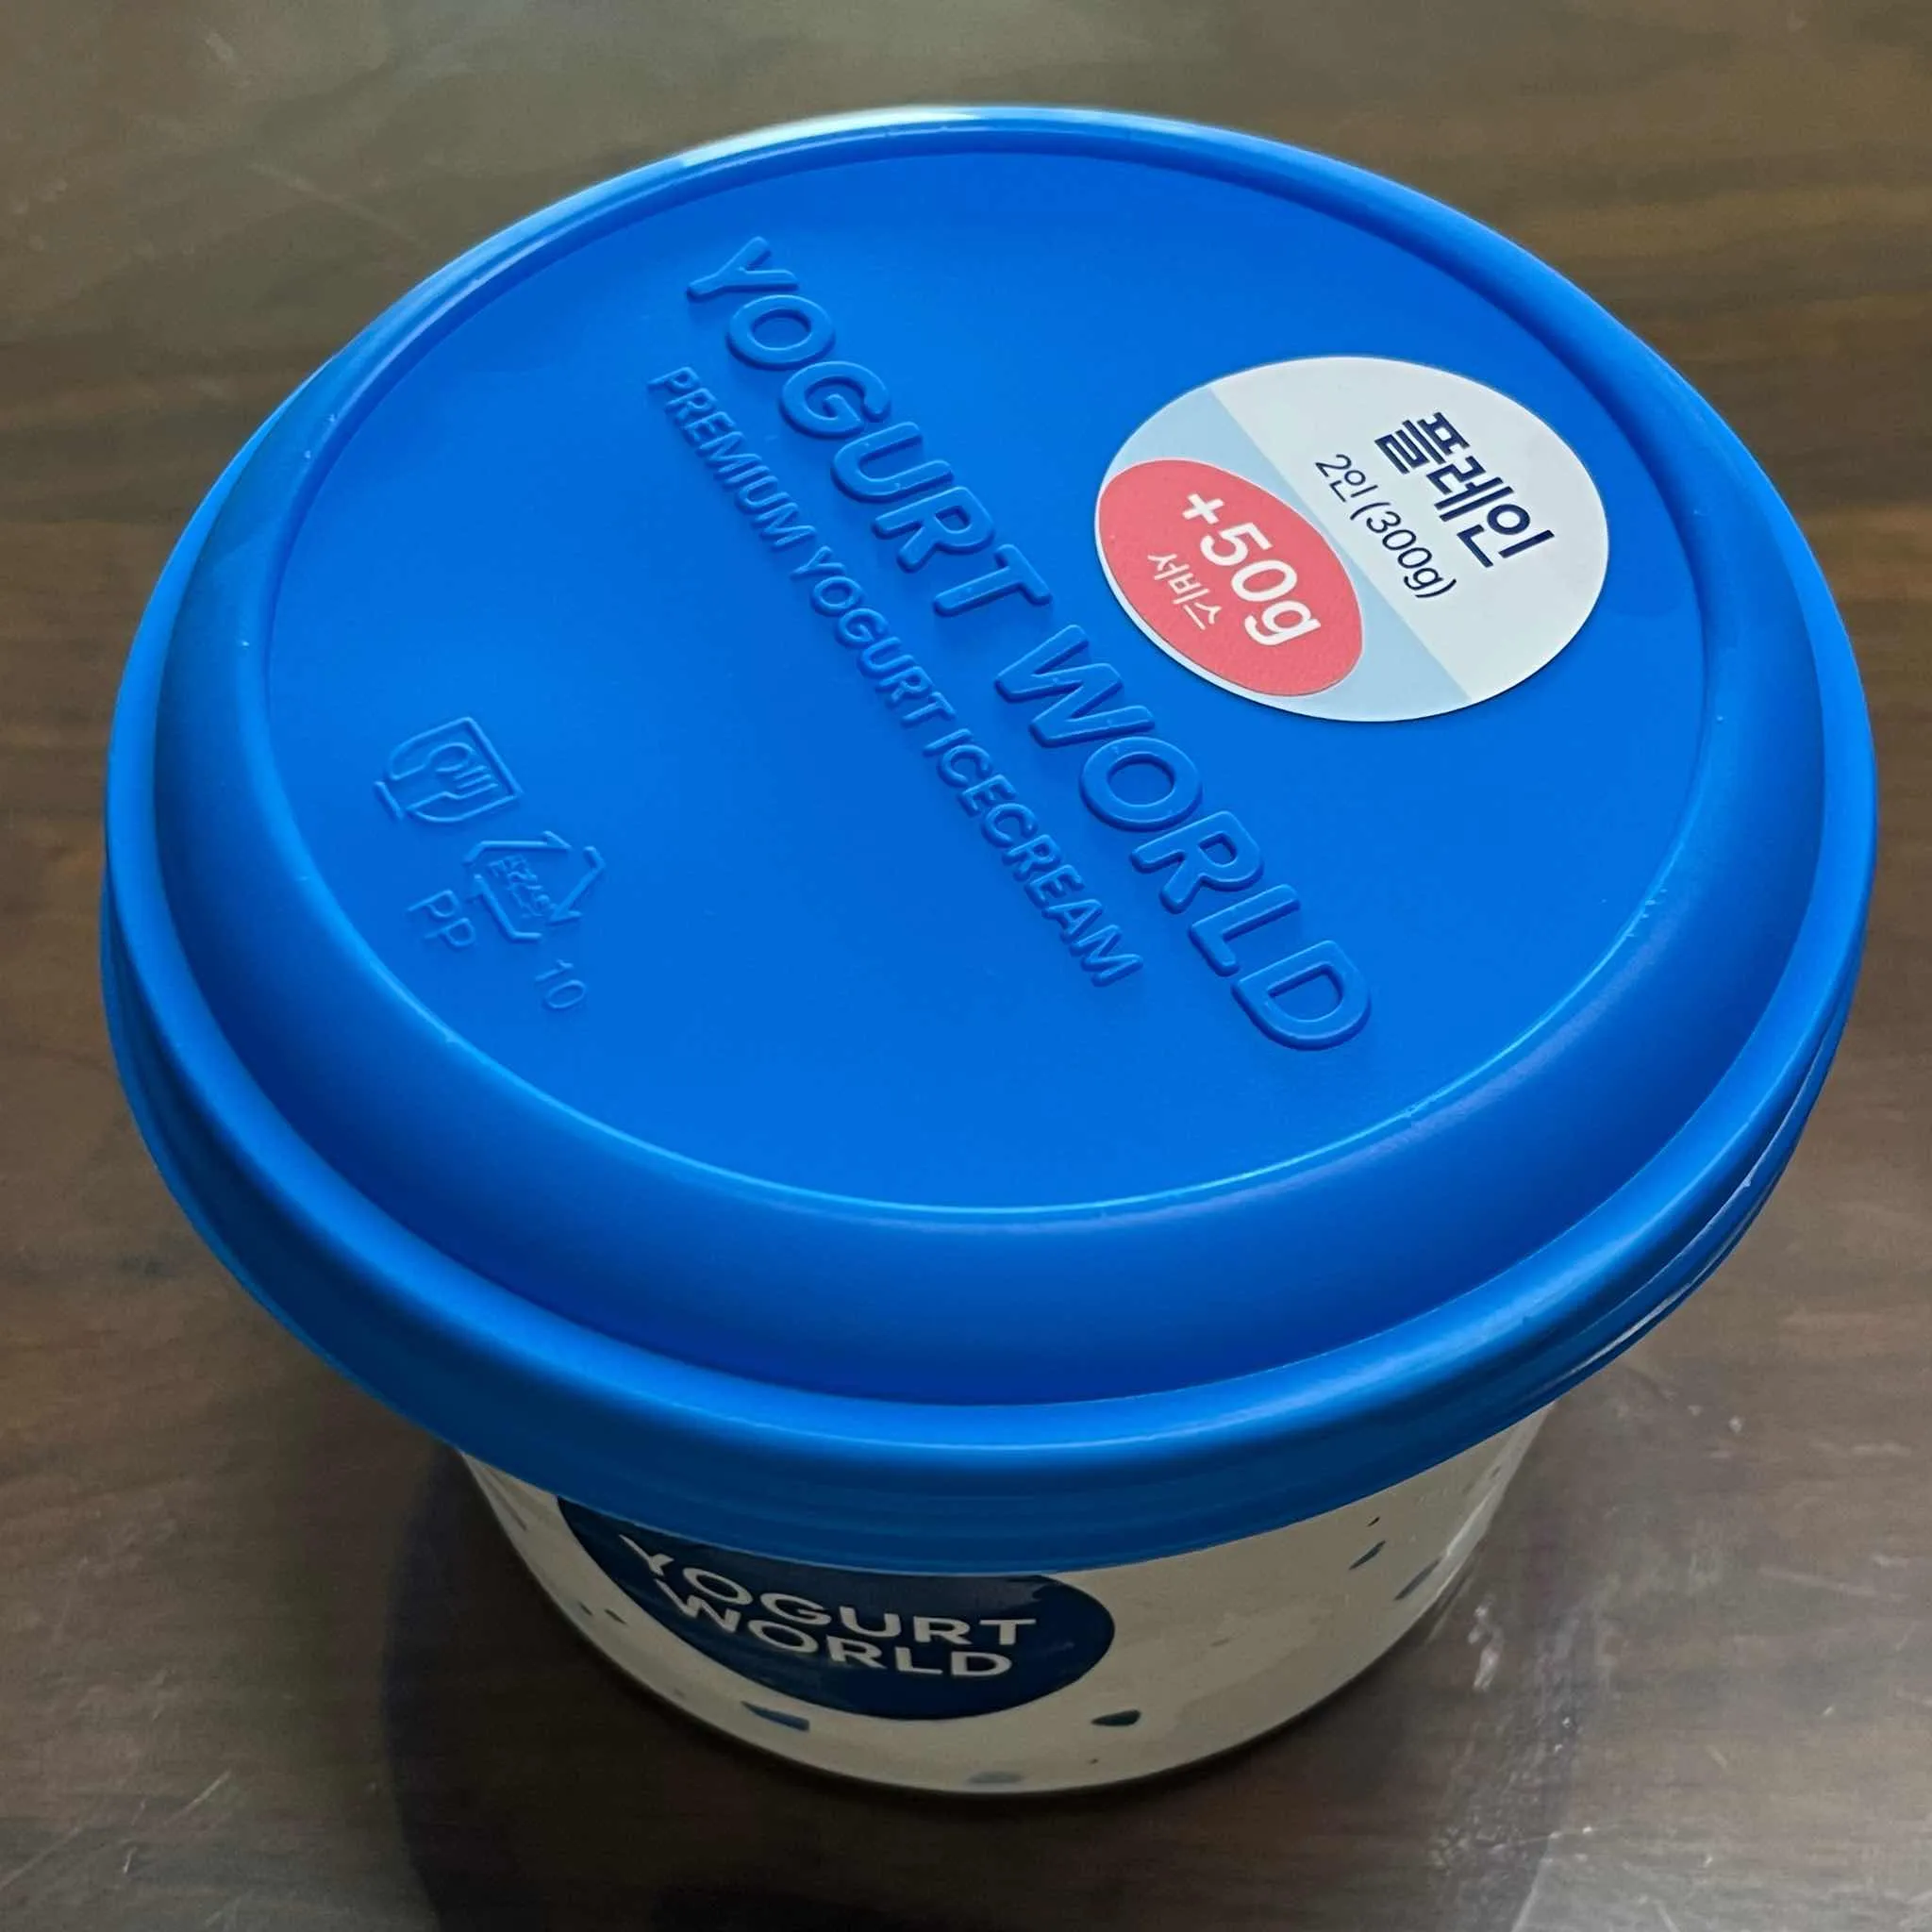 YOGURT WORLD
PREMIUM YOGURT ICECREAM
플레인
2인 (300g)
+50g
서비스
PP
10
YOGURT
WORLD